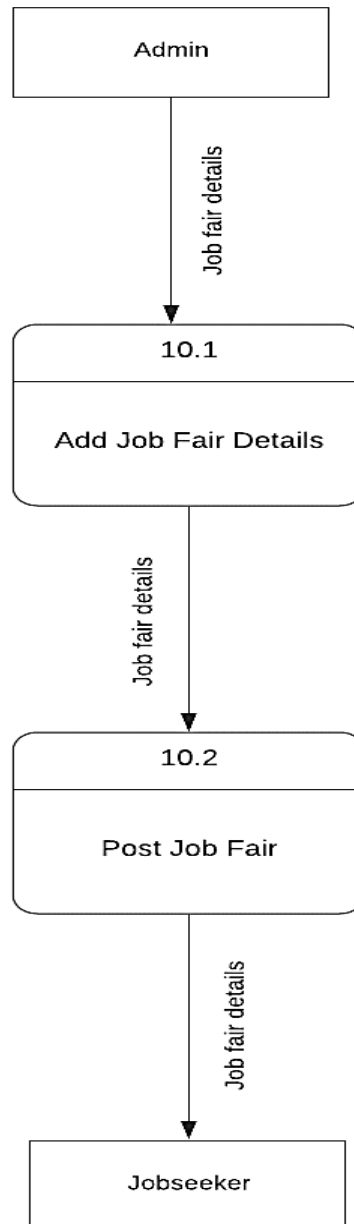 Admin
Job fair details
10.1
Add Job Fair Details
Job fair details
10.2
Post Job Fair
Job fair details
Jobseeker